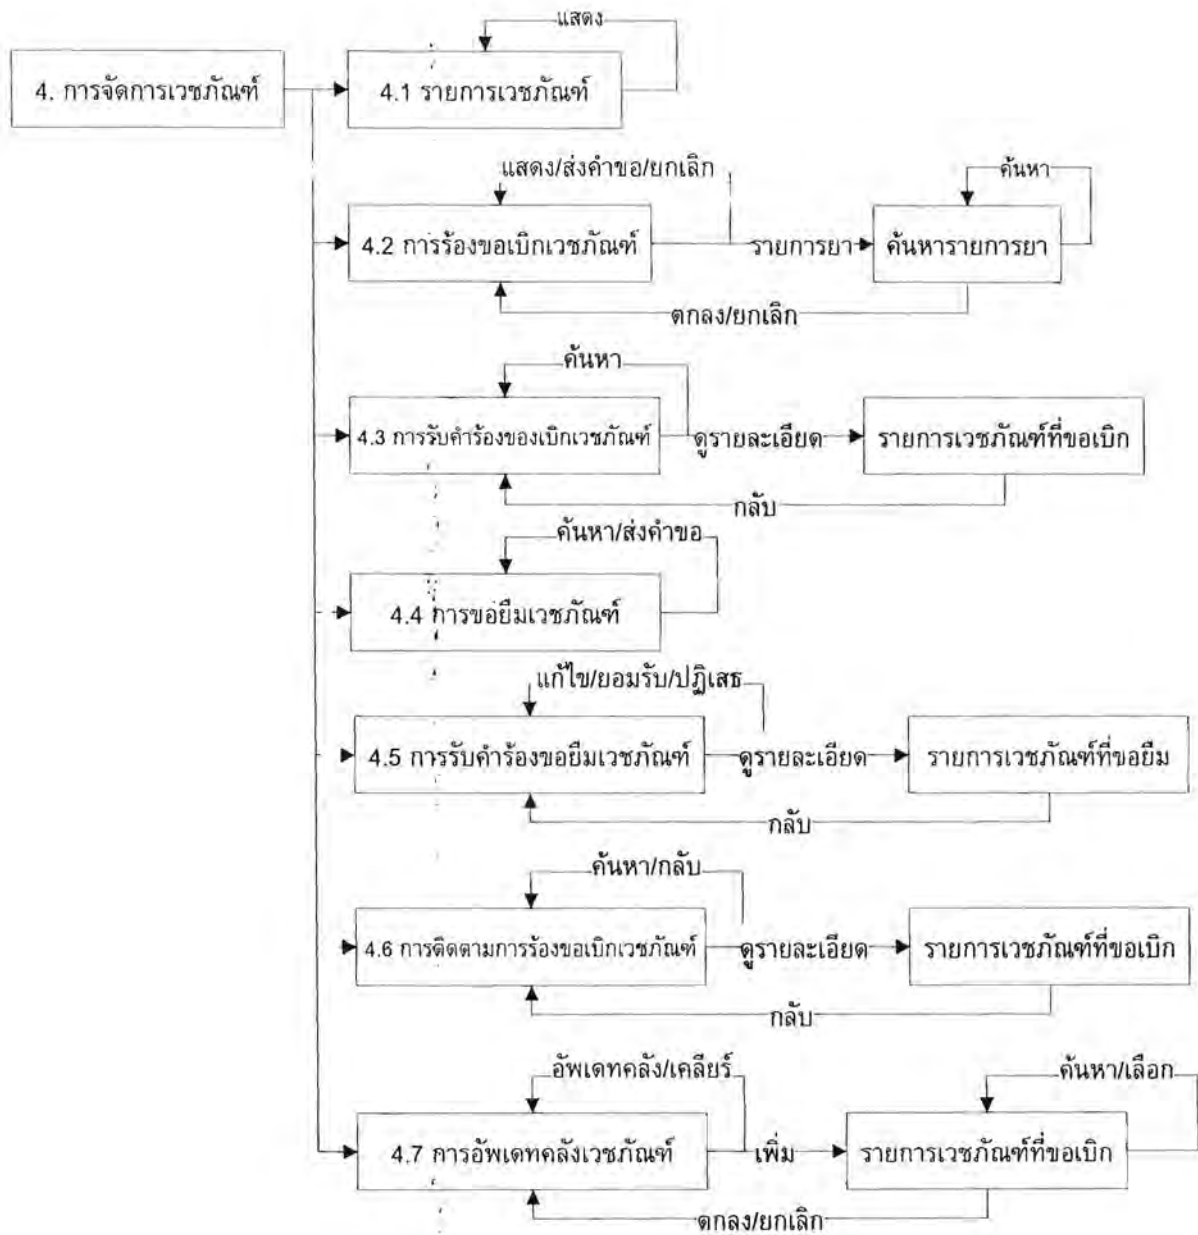 แสดง
4. การจัดการเวชภัณฑ์
4.1 รายการเวชภัณฑ์
แสดง/ส่งคำขอ/ยกเลิก
ค้นหา
4.2 การร้องขอเบิกเวชภัณฑ์
รายการยา
ค้นหารายการยา
ตกลง/ยกเลิก
ค้นหา
4.3 การรับคำร้องของเบิกเวชภัณฑ์
ดูรายละเอียด
รายการเวชภัณฑ์ที่ขอเบิก
กลับ
ค้นหา/ส่งคำขอ
4.4 การขอยืมเวชภัณฑ์
แก้ไข/ยอมรับ/ปฏิเสธ
4.5 การรับคำร้องขอยืมเวชภัณฑ์
ดูรายละเอียด
รายการเวชภัณฑ์ที่ขอยืม
กลับ
ค้นหา/กลับ
4.6 การติดตามการร้องขอเบิกเวชภัณฑ์
ดูรายละเอียด
รายการเวชภัณฑ์ที่ขอเบิก
กลับ
อัพเดทคลัง/เคลียร์
ค้นหา/เลือก
4.7 การอัพเดทคลังเวชภัณฑ์
เพิ่ม
รายการเวชภัณฑ์ที่ขอเบิก
ตกลง/ยกเลิก